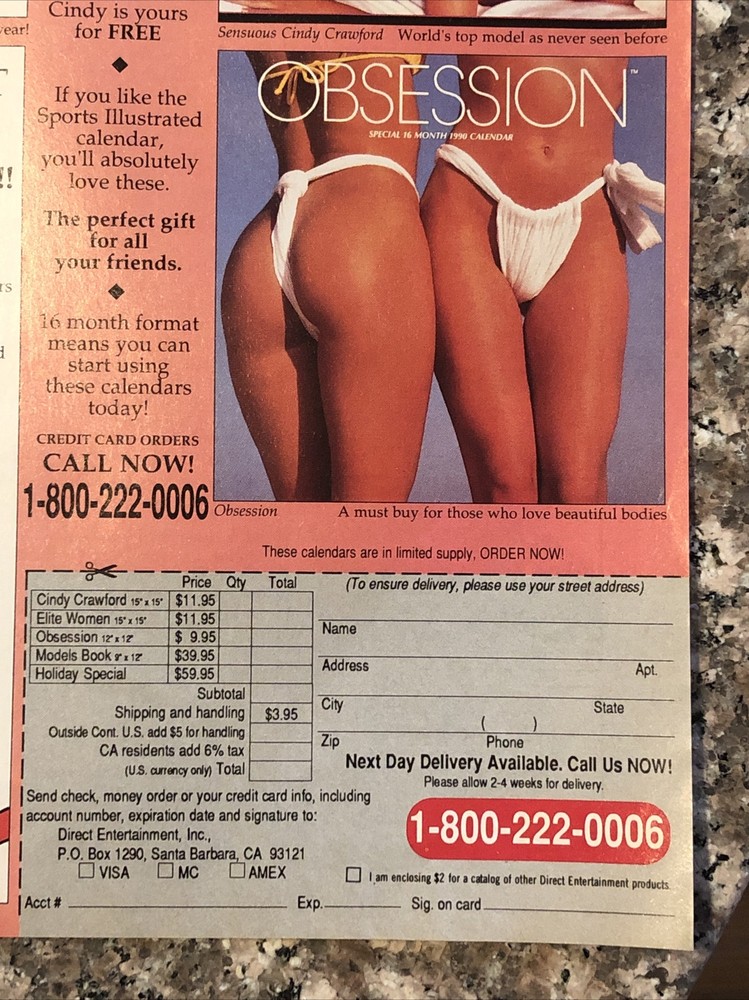 Cindy is yours
for FREE
If you like the
Sports Illustrated
calendar,
you'll absolutely
love these.
The perfect gift
for all
your friends.
16 month format
means you can
start using
these calendars
today!
CREDIT CARD ORDERS
CALL NOW!
1-800-222-0006
year!
!!
Sensuous Cindy Crawford World's top model as never seen before
OBSESSION™
SPECIAL 16 MONTH 1990 CALENDAR
Obsession A must buy for those who love beautiful bodies
These calendars are in limited supply, ORDER NOW!
Price Qty Total
Cindy Crawford 15" x 15" $11.95
Elite Women 15" x 15" $11.95
Obsession 12" x 12" $ 9.95
Models Book 9" x 12" $39.95
Holiday Special $59.95
Subtotal
Shipping and handling $3.95
Outside Cont. U.S. add $5 for handling
CA residents add 6% tax
(U.S. currency only) Total
(To ensure delivery, please use your street address)
Name
Address Apt.
City State
( )
Zip Phone
Next Day Delivery Available. Call Us NOW!
Please allow 2-4 weeks for delivery.
Send check, money order or your credit card info, including
account number, expiration date and signature to:
Direct Entertainment, Inc.,
P.O. Box 1290, Santa Barbara, CA 93121
VISA MC AMEX
1-800-222-0006
I am enclosing $2 for a catalog of other Direct Entertainment products.
Acct # Exp. Sig. on card